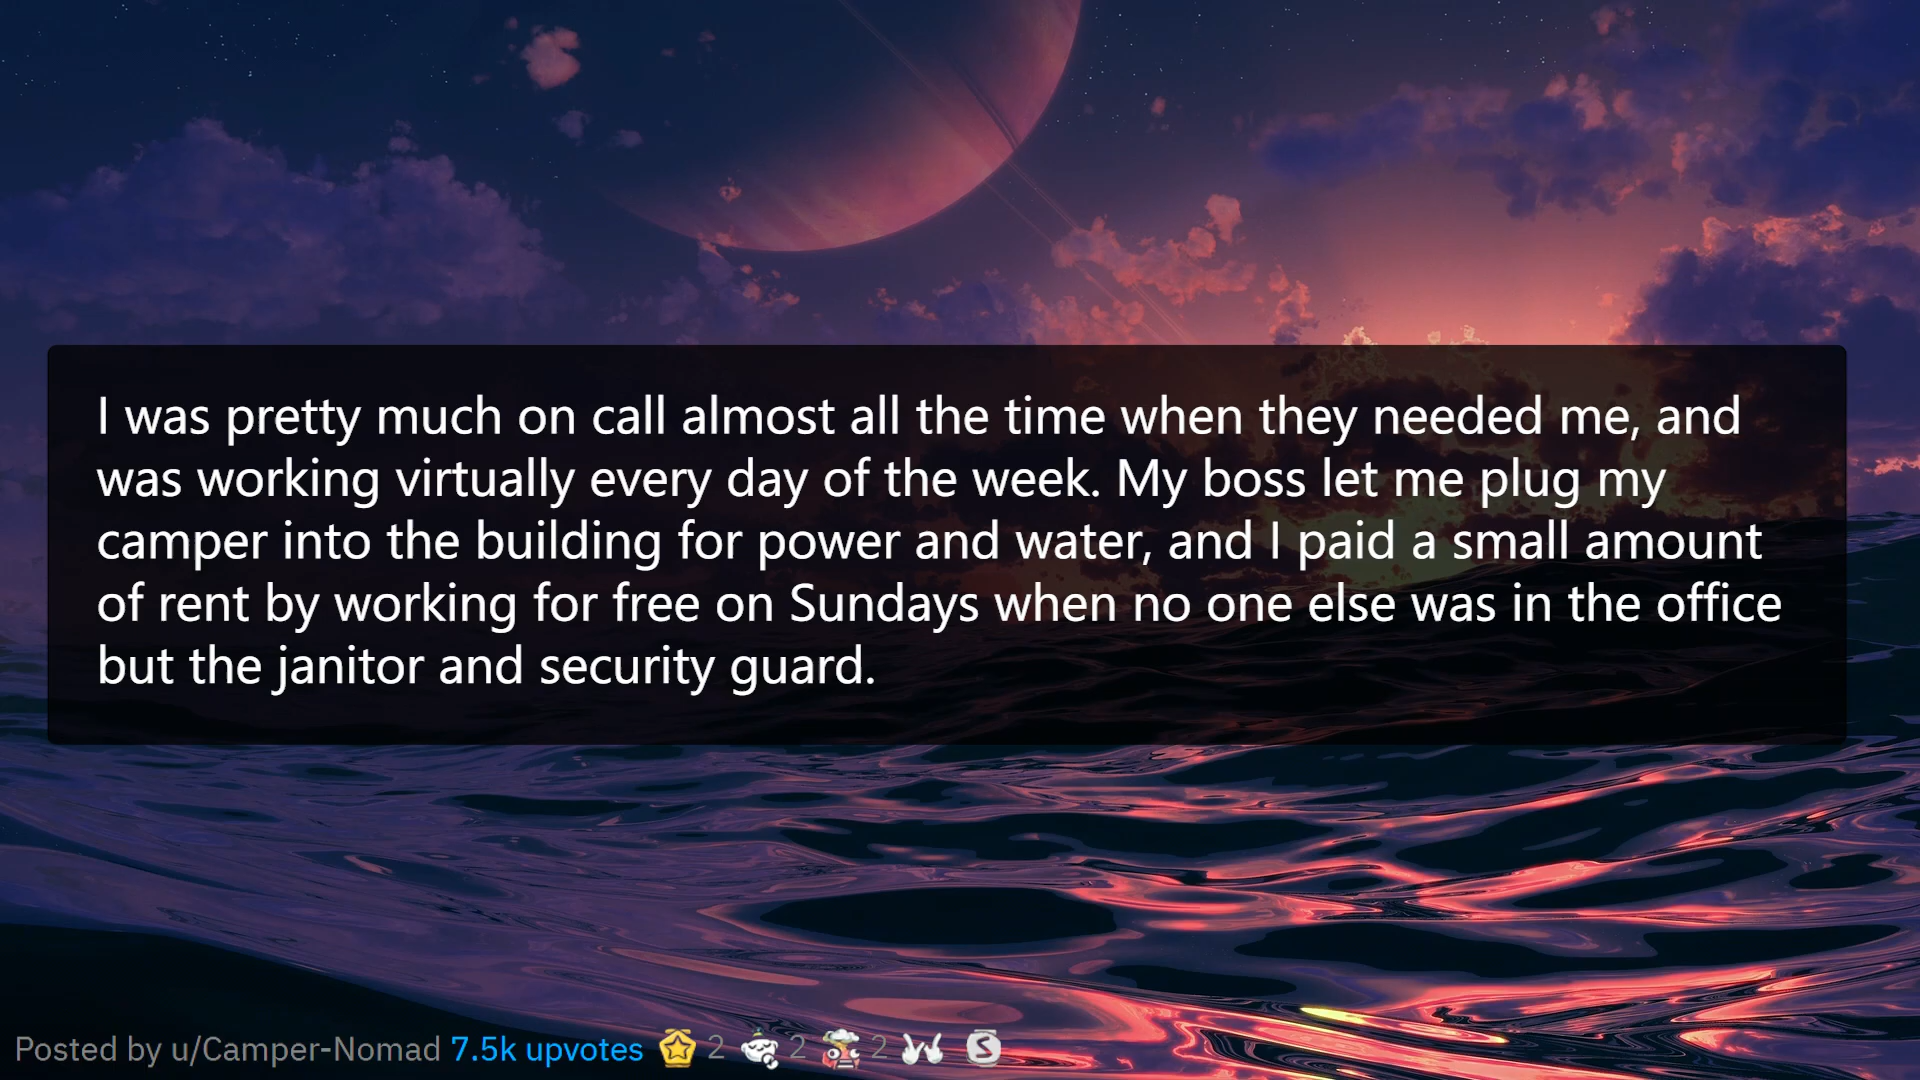 I was pretty much on call almost all the time when they needed me, and
was working virtually every day of the week. My boss let me plug my
camper into the building for power and water, and I paid a small amount
of rent by working for free on Sundays when no one else was in the office
but the janitor and security guard.
Posted by u/Camper-Nomad 7.5k upvotes 2 2 2 S